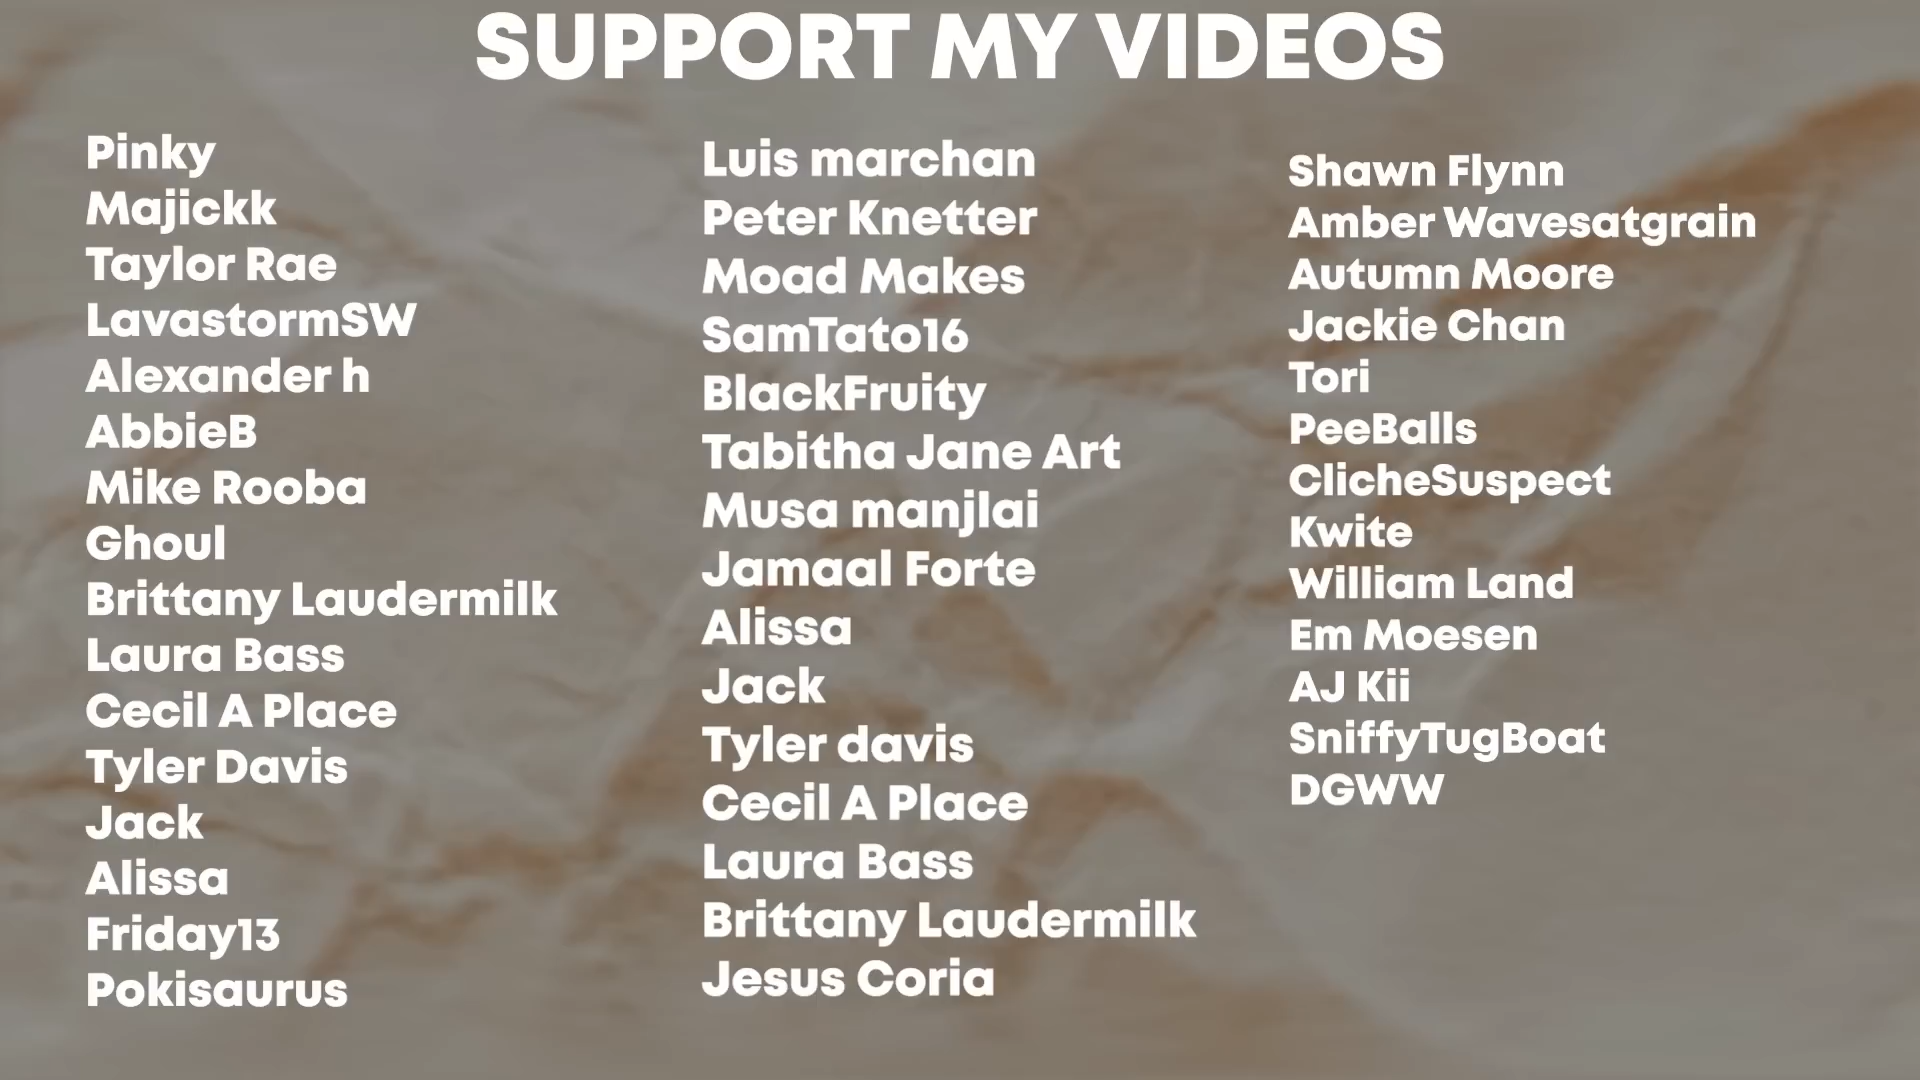 SUPPORT MY VIDEOS
Pinky
Majickk
Taylor Rae
LavastormSW
Alexander h
AbbieB
Mike Rooba
Ghoul
Brittany Laudermilk
Laura Bass
Cecil A Place
Tyler Davis
Jack
Alissa
Friday13
Pokisaurus
Luis marchan
Peter Knetter
Moad Makes
SamTato16
BlackFruity
Tabitha Jane Art
Musa manjlai
Jamaal Forte
Alissa
Jack
Tyler davis
Cecil A Place
Laura Bass
Brittany Laudermilk
Jesus Coria
Shawn Flynn
Amber Wavesatgrain
Autumn Moore
Jackie Chan
Tori
PeeBalls
ClicheSuspect
Kwite
William Land
Em Moesen
AJ Kii
SniffyTugBoat
DGWW